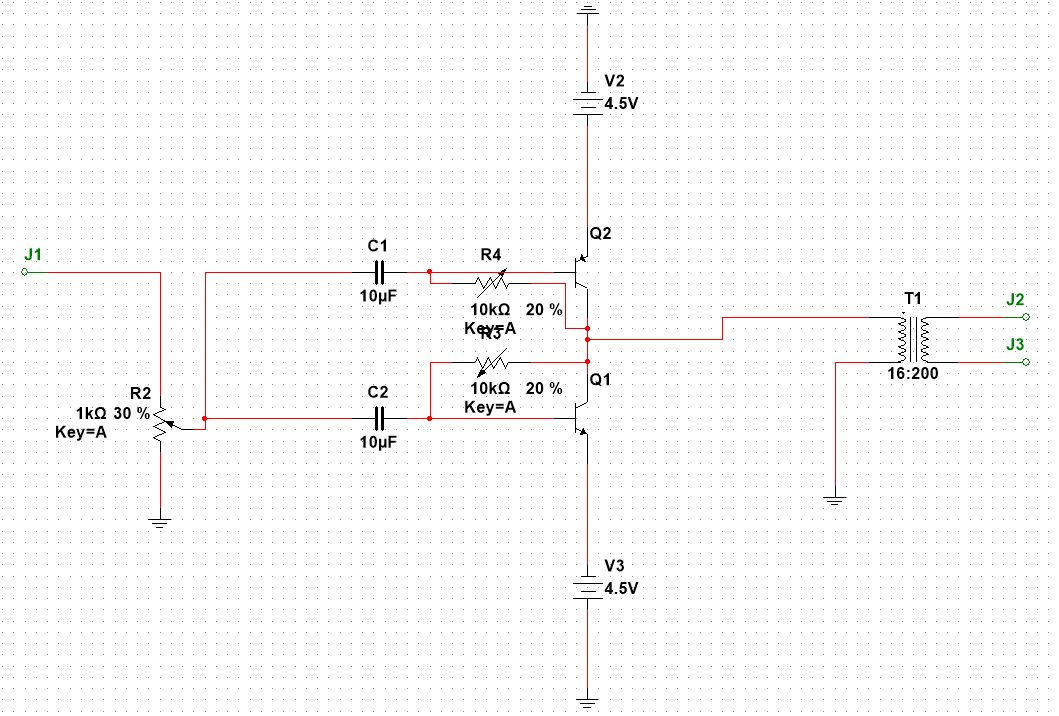 V2
4.5V
Q2
J1
C1
R4
10µF
10kΩ 20 %
Key=A
R3
T1
J2
J3
16:200
Q1
R2
1kΩ 30 %
Key=A
C2
10kΩ 20 %
Key=A
10µF
V3
4.5V